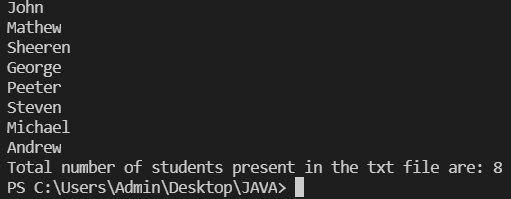 John
Mathew
Sheeren
George
Peeter
Steven
Michael
Andrew
Total number of students present in the txt file are: 8
PS C:\Users\Admin\Desktop\JAVA>